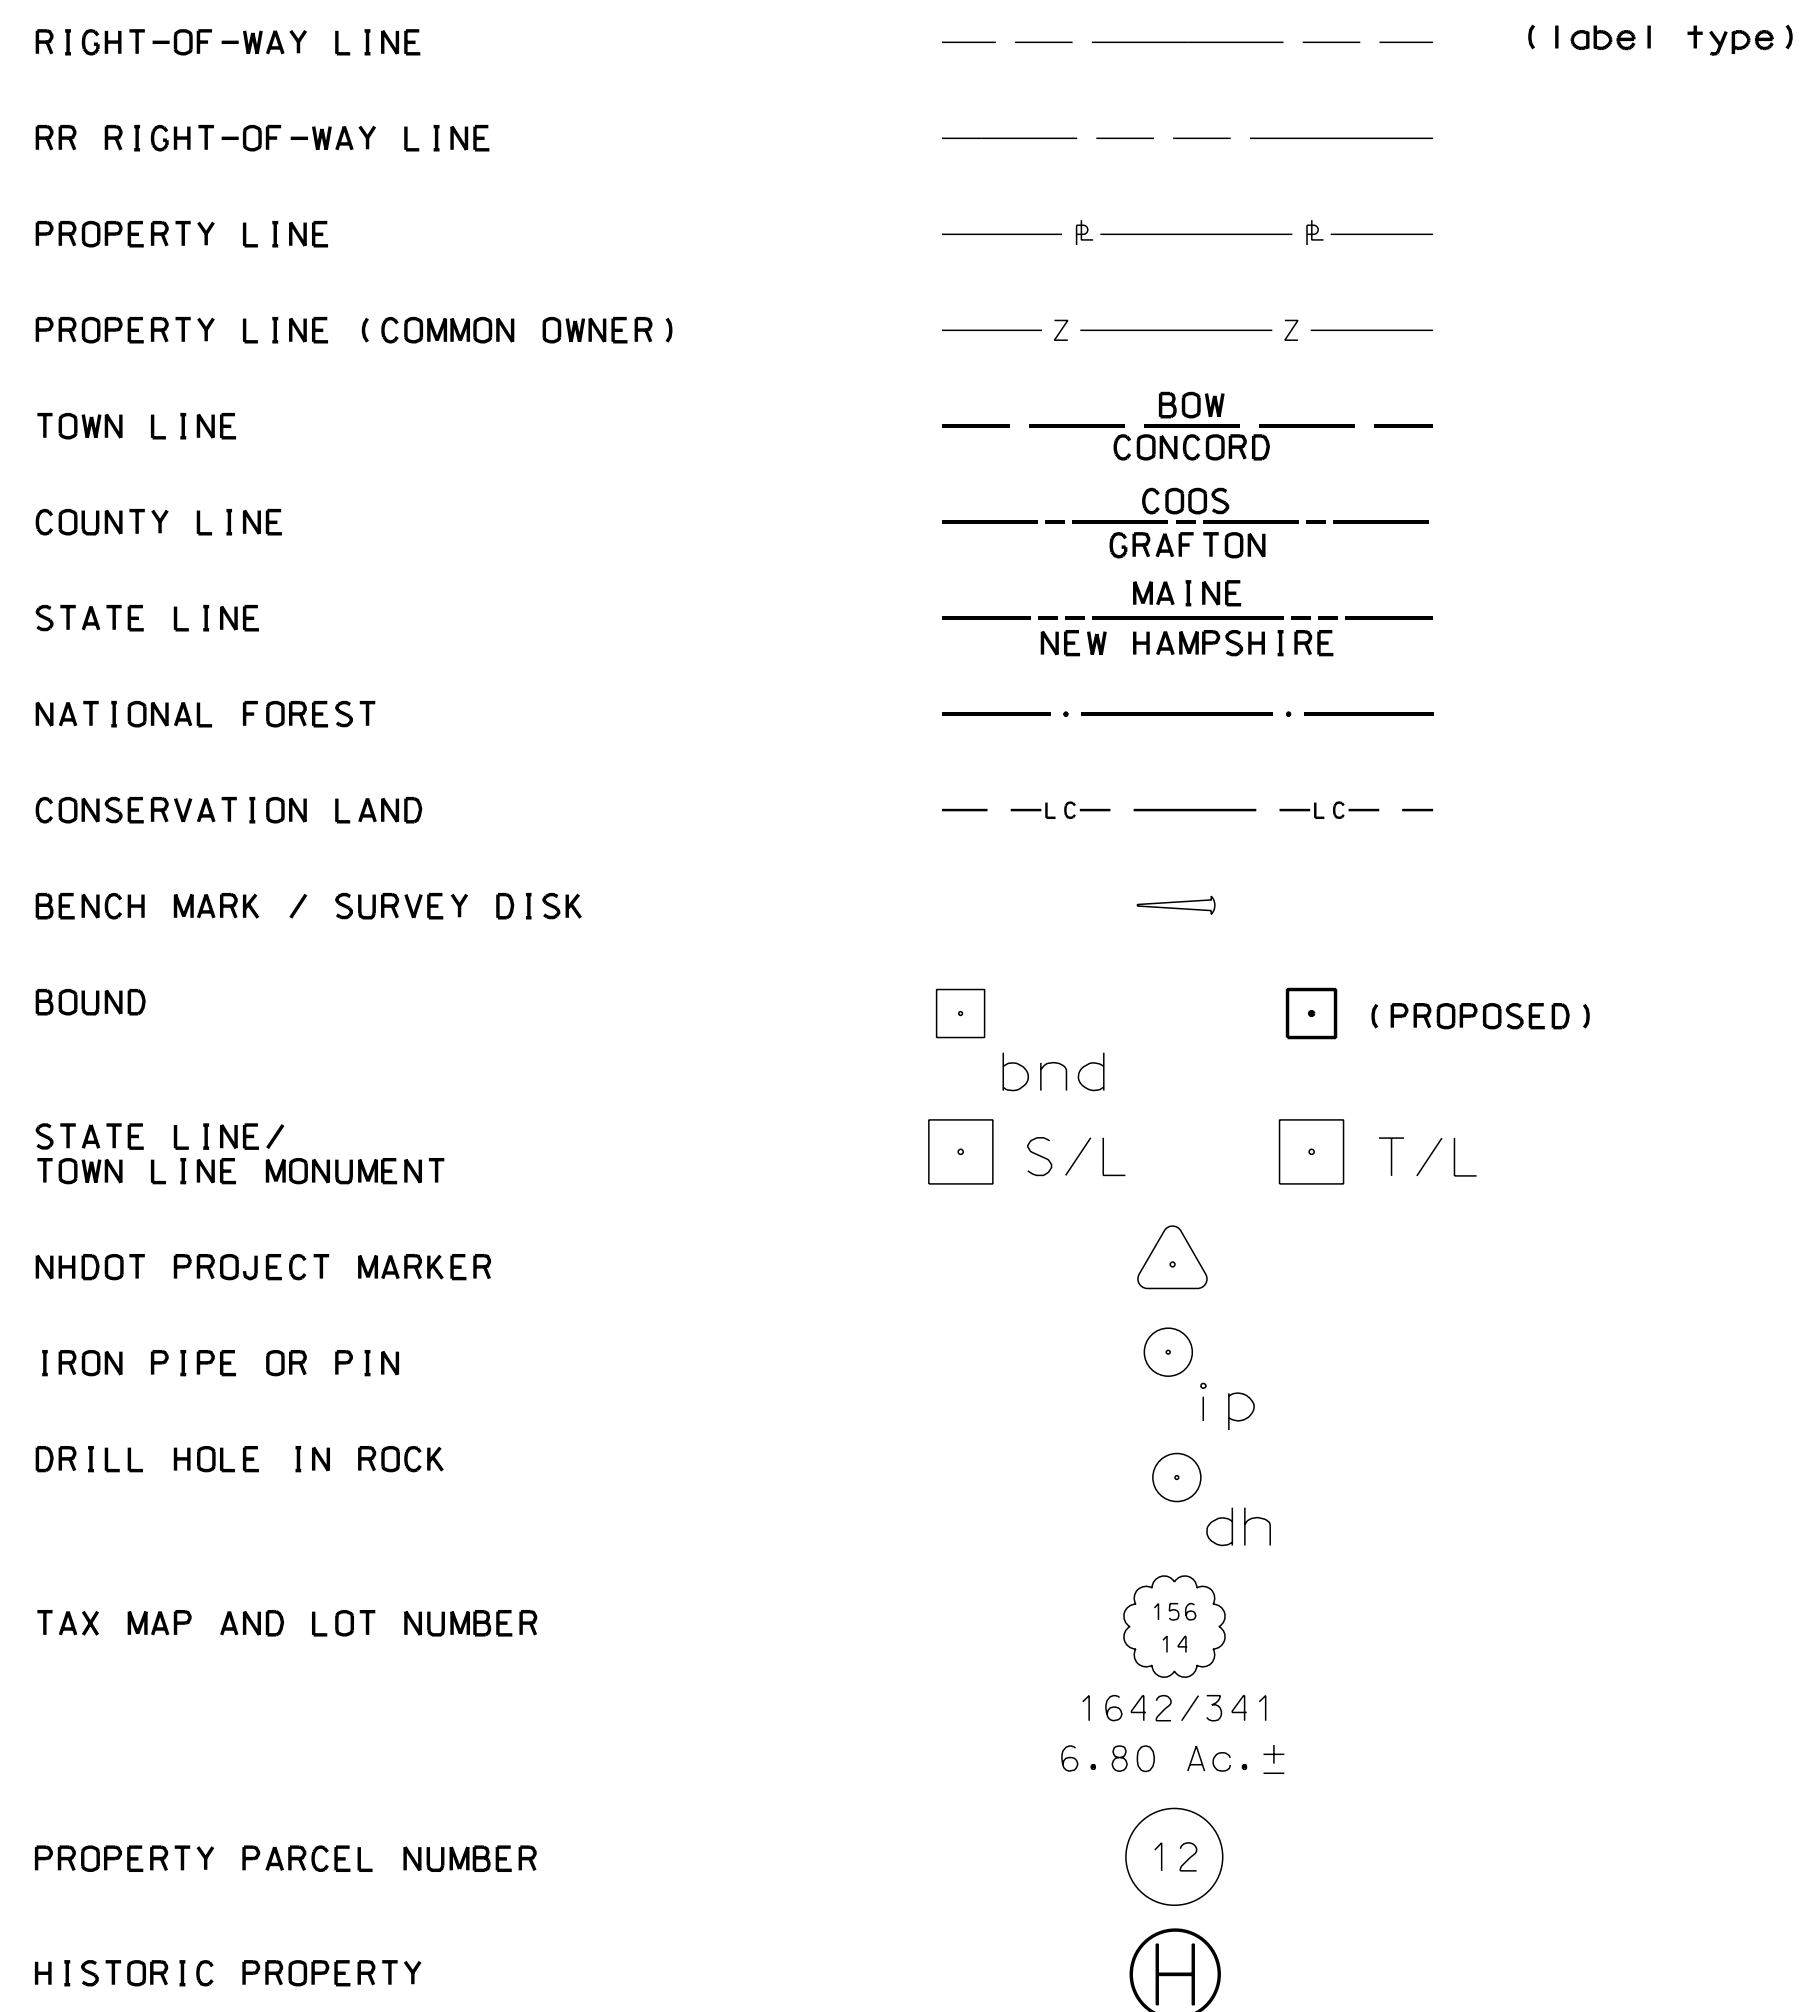 RIGHT-OF-WAY LINE (label type)
RR RIGHT-OF-WAY LINE
PROPERTY LINE ⅊ ⅊
PROPERTY LINE (COMMON OWNER) Z Z
BOW
TOWN LINE
CONCORD
COOS
COUNTY LINE
GRAFTON
MAINE
STATE LINE
NEW HAMPSHIRE
NATIONAL FOREST
CONSERVATION LAND LC LC
BENCH MARK / SURVEY DISK
BOUND (PROPOSED)
bnd
STATE LINE/
TOWN LINE MONUMENT S/L T/L
NHDOT PROJECT MARKER
IRON PIPE OR PIN
ip
DRILL HOLE IN ROCK
dh
TAX MAP AND LOT NUMBER
156
14
1642/341
6.80 Ac.±
PROPERTY PARCEL NUMBER 12
HISTORIC PROPERTY H